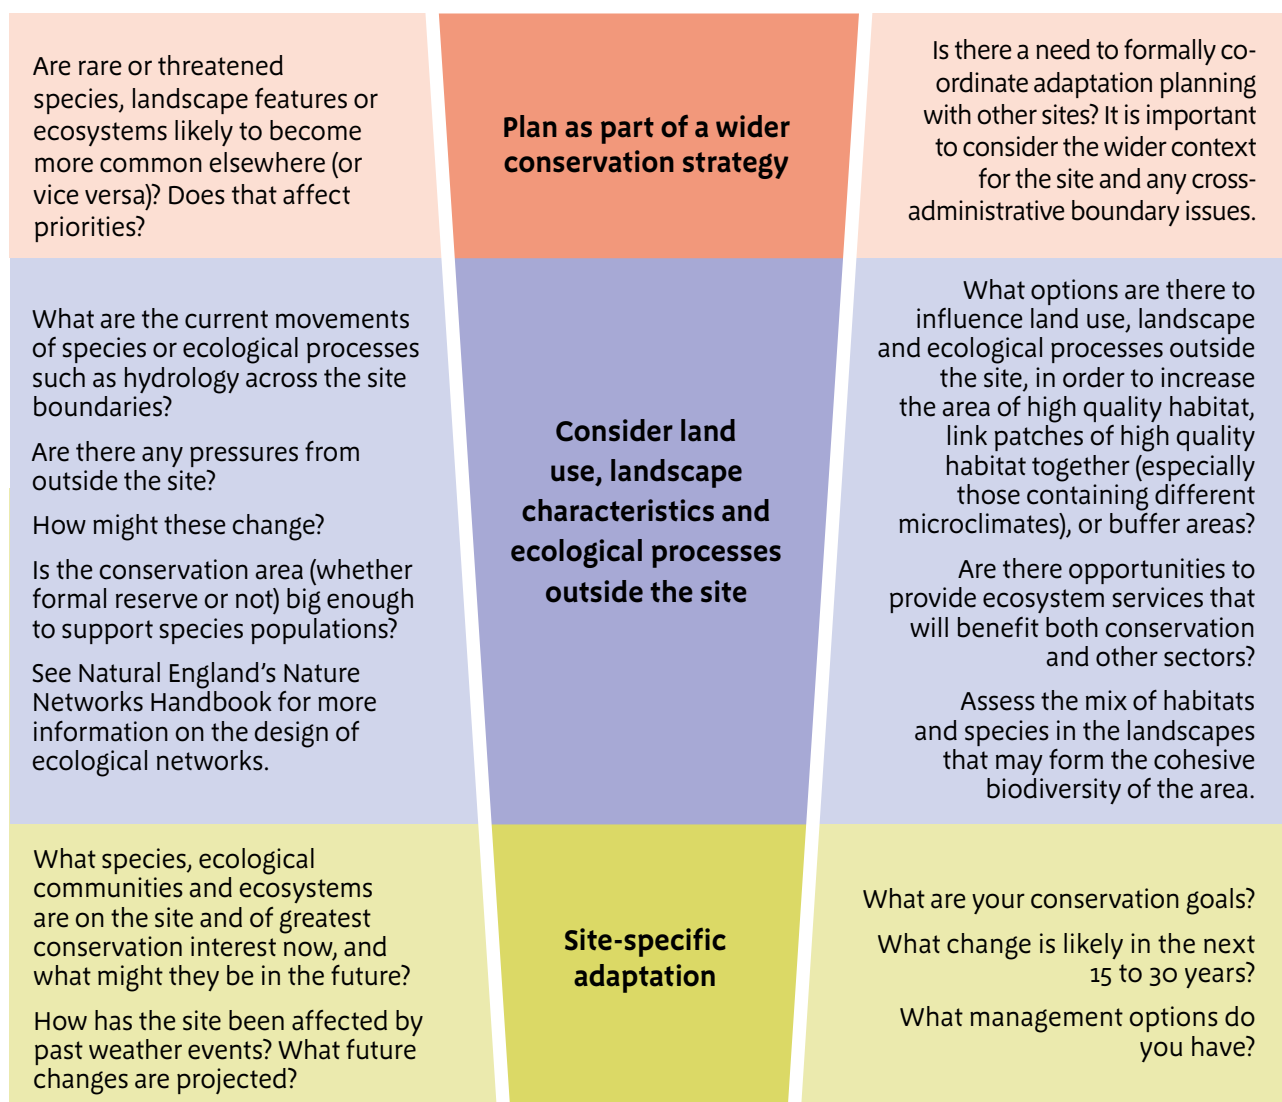 Are rare or threatened
species, landscape features or
ecosystems likely to become
more common elsewhere (or
vice versa)? Does that affect
priorities?
Plan as part of a wider
conservation strategy
Is there a need to formally co-
ordinate adaptation planning
with other sites? It is important
to consider the wider context
for the site and any cross-
administrative boundary issues.
What are the current movements
of species or ecological processes
such as hydrology across the site
boundaries?
Are there any pressures from
outside the site?
How might these change?
Is the conservation area (whether
formal reserve or not) big enough
to support species populations?
See Natural England’s Nature
Networks Handbook for more
information on the design of
ecological networks.
Consider land
use, landscape
characteristics and
ecological processes
outside the site
What options are there to
influence land use, landscape
and ecological processes outside
the site, in order to increase
the area of high quality habitat,
link patches of high quality
habitat together (especially
those containing different
microclimates), or buffer areas?
Are there opportunities to
provide ecosystem services that
will benefit both conservation
and other sectors?
Assess the mix of habitats
and species in the landscapes
that may form the cohesive
biodiversity of the area.
What species, ecological
communities and ecosystems
are on the site and of greatest
conservation interest now, and
what might they be in the future?
How has the site been affected by
past weather events? What future
changes are projected?
Site-specific
adaptation
What are your conservation goals?
What change is likely in the next
15 to 30 years?
What management options do
you have?